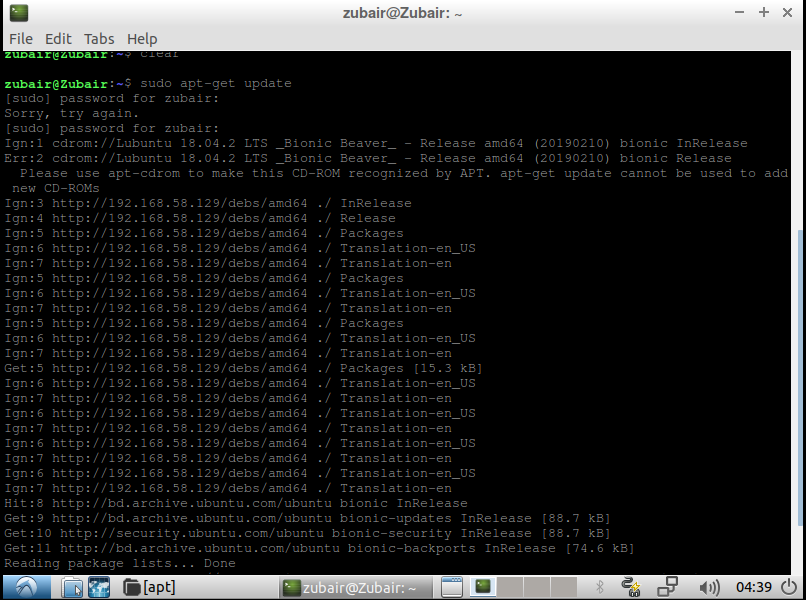 zubair@Zubair: ~
File Edit Tabs Help
zubair@Zubair:~$ clear
zubair@Zubair:~$ sudo apt-get update
[sudo] password for zubair:
Sorry, try again.
[sudo] password for zubair:
Ign:1 cdrom://Lubuntu 18.04.2 LTS _Bionic Beaver_ - Release amd64 (20190210) bionic InRelease
Err:2 cdrom://Lubuntu 18.04.2 LTS _Bionic Beaver_ - Release amd64 (20190210) bionic Release
Please use apt-cdrom to make this CD-ROM recognized by APT. apt-get update cannot be used to add
new CD-ROMs
Ign:3 http://192.168.58.129/debs/amd64 ./ InRelease
Ign:4 http://192.168.58.129/debs/amd64 ./ Release
Ign:5 http://192.168.58.129/debs/amd64 ./ Packages
Ign:6 http://192.168.58.129/debs/amd64 ./ Translation-en_US
Ign:7 http://192.168.58.129/debs/amd64 ./ Translation-en
Ign:5 http://192.168.58.129/debs/amd64 ./ Packages
Ign:6 http://192.168.58.129/debs/amd64 ./ Translation-en_US
Ign:7 http://192.168.58.129/debs/amd64 ./ Translation-en
Ign:5 http://192.168.58.129/debs/amd64 ./ Packages
Ign:6 http://192.168.58.129/debs/amd64 ./ Translation-en_US
Ign:7 http://192.168.58.129/debs/amd64 ./ Translation-en
Get:5 http://192.168.58.129/debs/amd64 ./ Packages [15.3 kB]
Ign:6 http://192.168.58.129/debs/amd64 ./ Translation-en_US
Ign:7 http://192.168.58.129/debs/amd64 ./ Translation-en
Ign:6 http://192.168.58.129/debs/amd64 ./ Translation-en_US
Ign:7 http://192.168.58.129/debs/amd64 ./ Translation-en
Ign:6 http://192.168.58.129/debs/amd64 ./ Translation-en_US
Ign:7 http://192.168.58.129/debs/amd64 ./ Translation-en
Ign:6 http://192.168.58.129/debs/amd64 ./ Translation-en_US
Ign:7 http://192.168.58.129/debs/amd64 ./ Translation-en
Hit:8 http://bd.archive.ubuntu.com/ubuntu bionic InRelease
Get:9 http://bd.archive.ubuntu.com/ubuntu bionic-updates InRelease [88.7 kB]
Get:10 http://security.ubuntu.com/ubuntu bionic-security InRelease [88.7 kB]
Get:11 http://bd.archive.ubuntu.com/ubuntu bionic-backports InRelease [74.6 kB]
Reading package lists... Done
[apt] zubair@Zubair: ~ 04:39